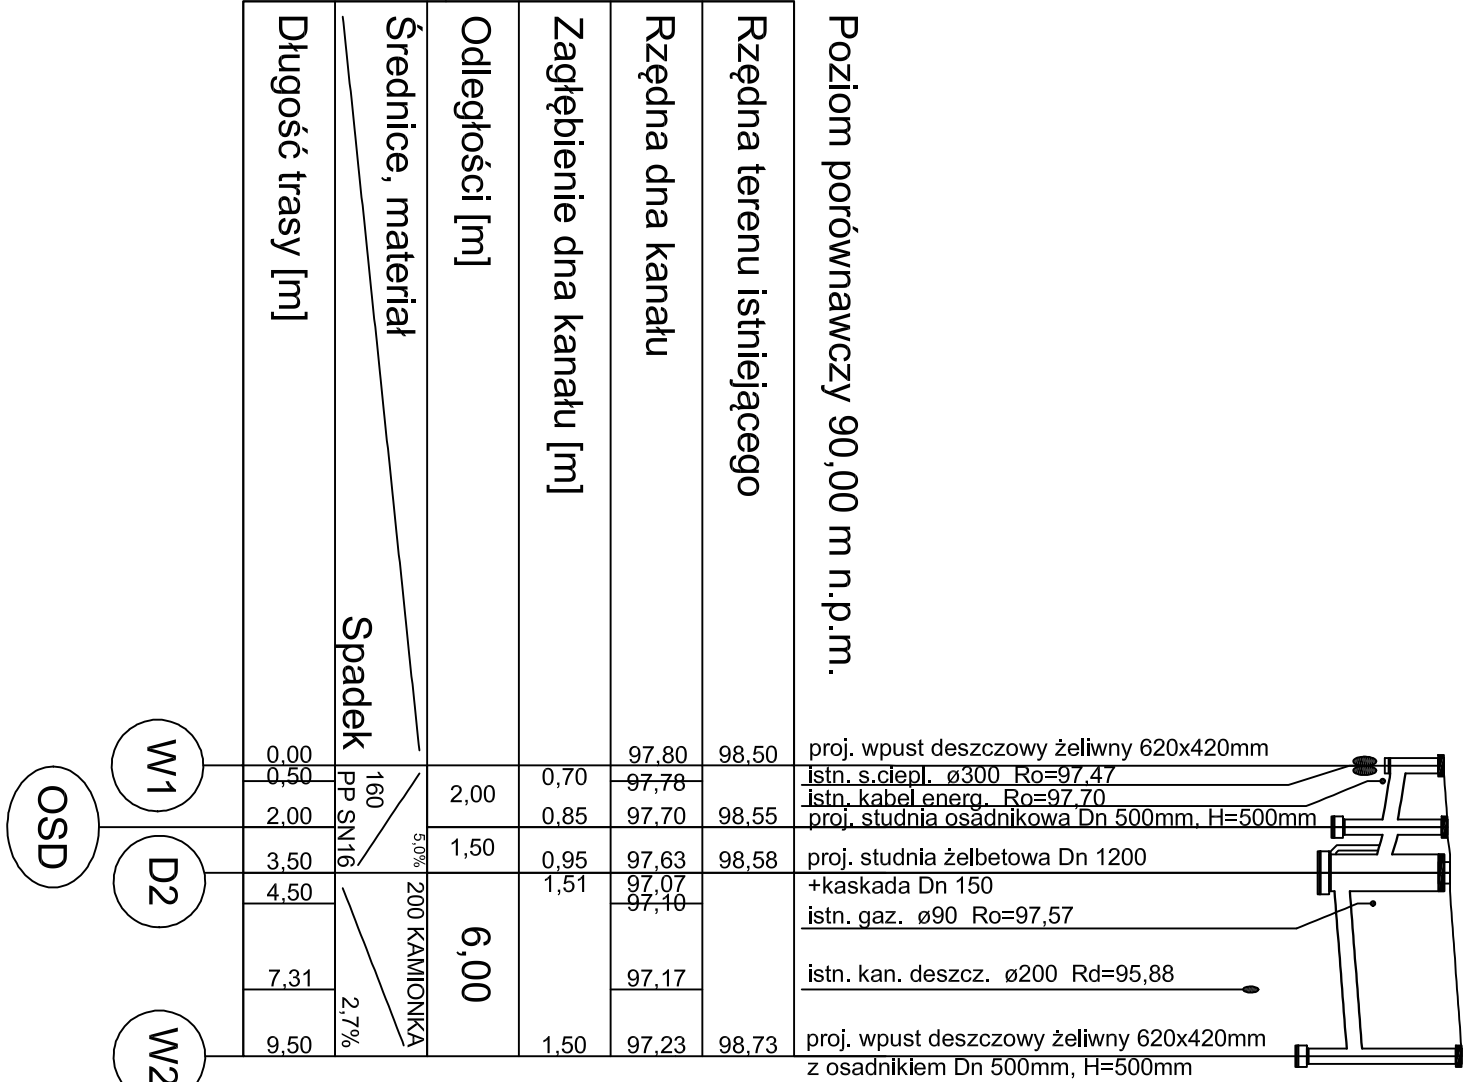 Poziom porównawczy 90,00 m n.p.m.
Rzędna terenu istniejącego
Rzędna dna kanału
Zagłębienie dna kanału [m]
Odległości [m]
Średnice, materiał
Spadek
Długość trasy [m]
proj. wpust deszczowy żeliwny 620x420mm
istn. s.ciepl. ø300 Ro=97,47
istn. kabel energ. Ro=97,70
proj. studnia osadnikowa Dn 500mm, H=500mm
proj. studnia żelbetowa Dn 1200
+kaskada Dn 150
istn. gaz. ø90 Ro=97,57
istn. kan. deszcz. ø200 Rd=95,88
proj. wpust deszczowy żeliwny 620x420mm
z osadnikiem Dn 500mm, H=500mm
98,50
98,55
98,58
98,73
97,80
97,78
97,70
97,63
97,07
97,10
97,17
97,23
0,70
0,85
0,95
1,51
1,50
2,00
1,50
6,00
160
PP SN16
5,0%
200 KAMIONKA
2,7%
0,00
0,50
2,00
3,50
4,50
7,31
9,50
W1
OSD
D2
W2